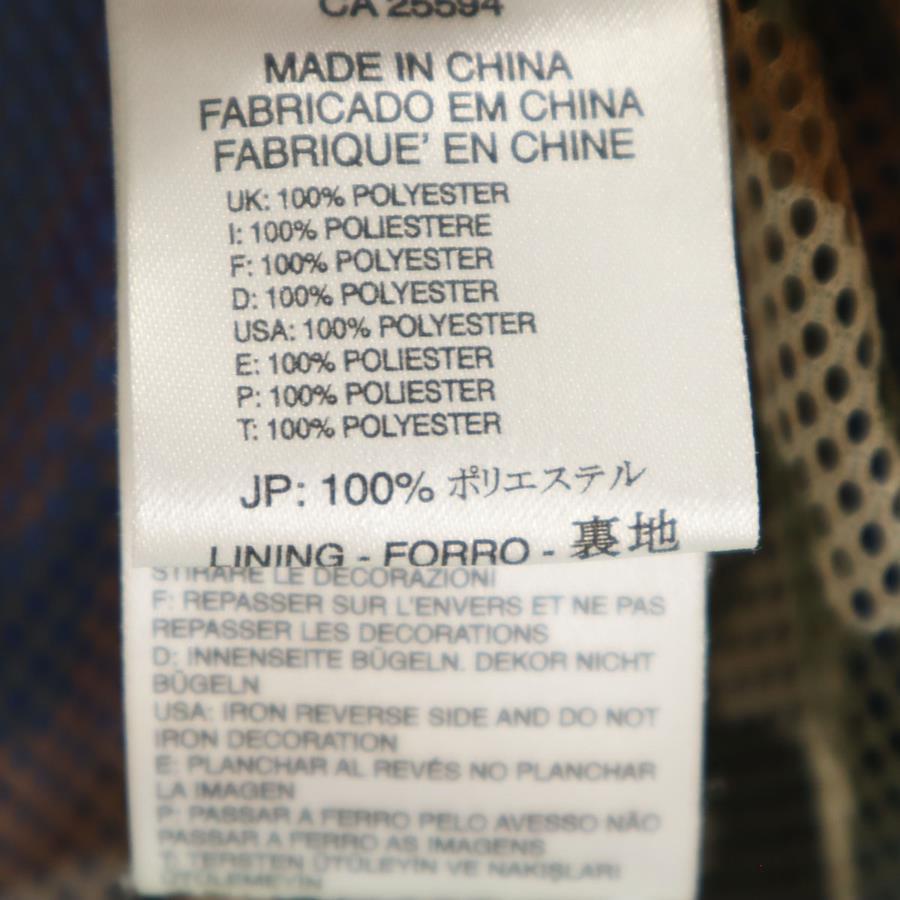 CA 25594
MADE IN CHINA
FABRICADO EM CHINA
FABRIQUE' EN CHINE
UK: 100% POLYESTER
I: 100% POLIESTERE
F: 100% POLYESTER
D: 100% POLYESTER
USA: 100% POLYESTER
E: 100% POLIESTER
P: 100% POLIESTER
T: 100% POLYESTER
JP: 100% ポリエステル
LINING - FORRO - 裏地
STIRARE LE DECORAZIONI
F: REPASSER SUR L'ENVERS ET NE PAS
REPASSER LES DECORATIONS
D: INNENSEITE BÜGELN. DEKOR NICHT
BÜGELN
USA: IRON REVERSE SIDE AND DO NOT
IRON DECORATION
E: PLANCHAR AL REVÉS NO PLANCHAR
LA IMAGEN
P: PASSAR A FERRO PELO AVESSO NÃO
PASSAR A FERRO AS IMAGENS
T: TERSTEN ÜTÜLEYİN VE NAKIŞLARI
ÜTÜLEMEYİN